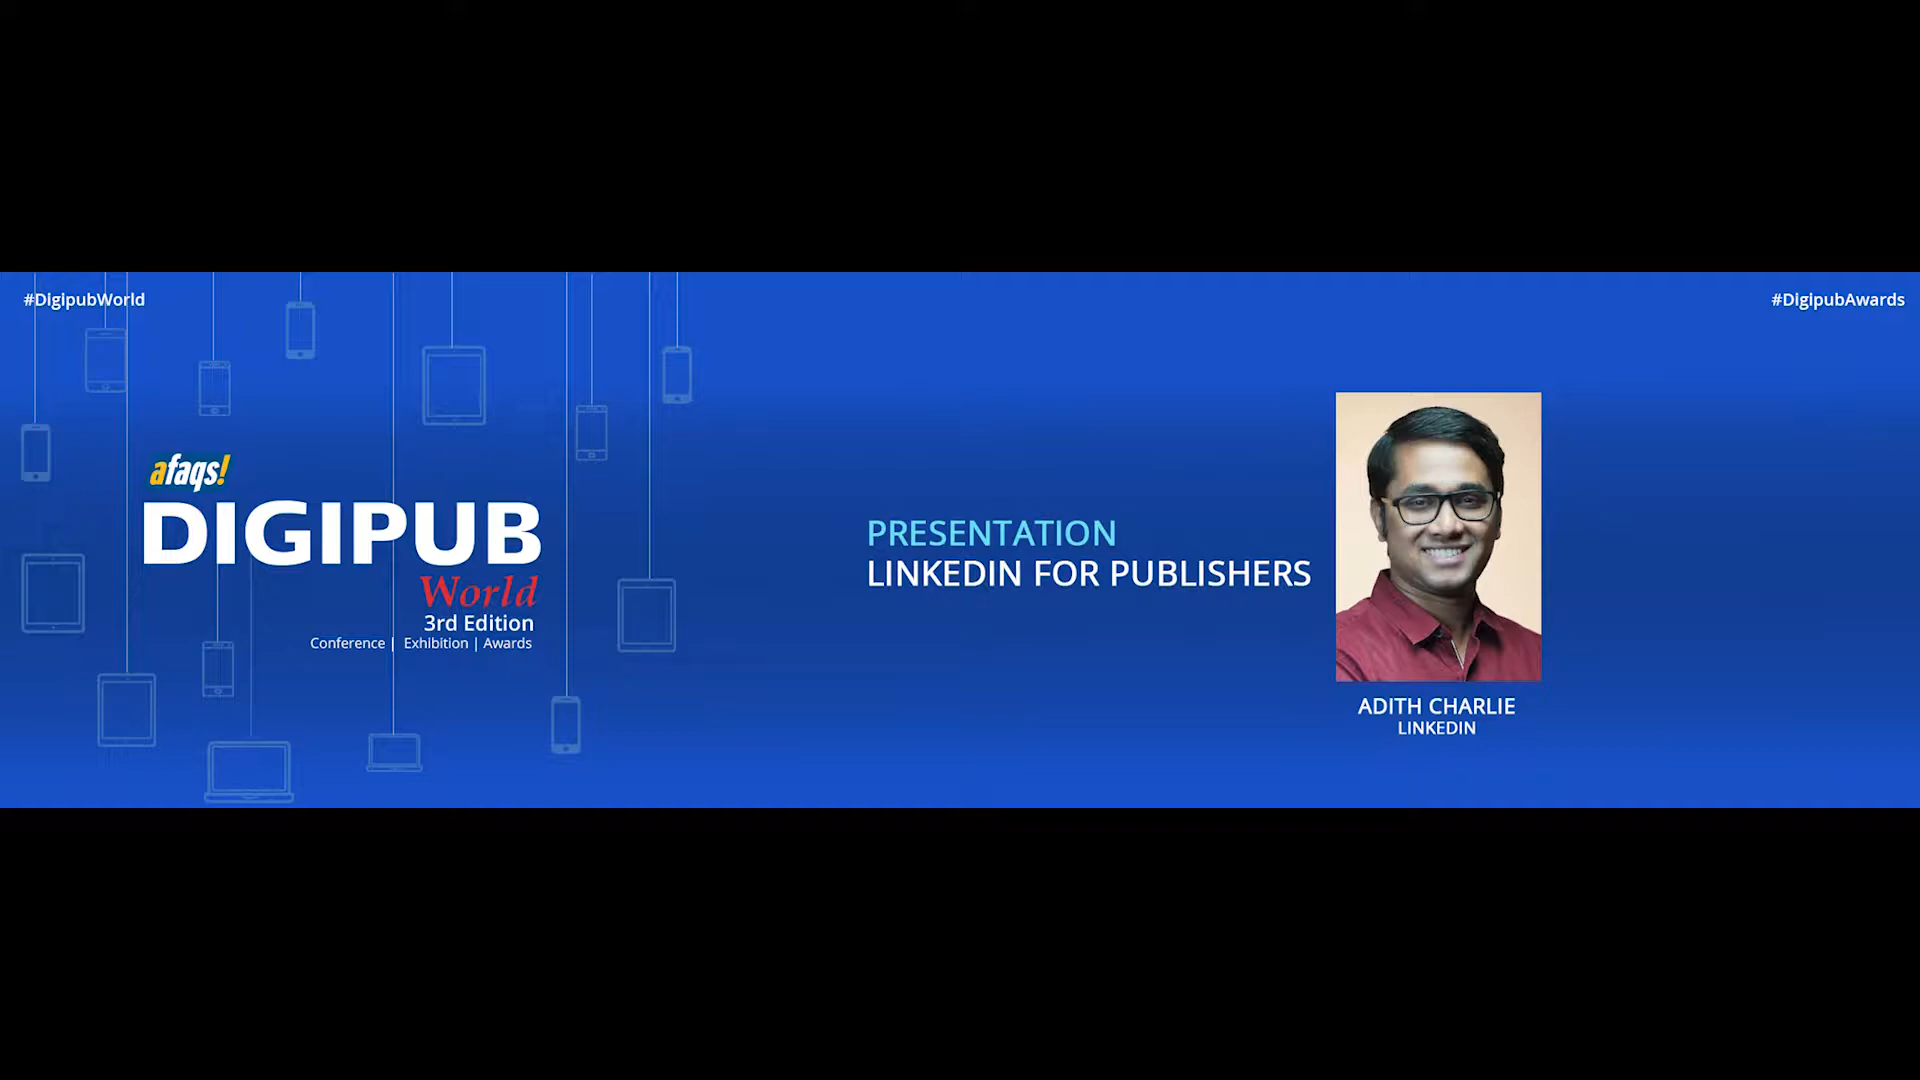 #DigipubWorld
#DigipubAwards
afaqs!
DIGIPUB
World
3rd Edition
Conference | Exhibition | Awards
PRESENTATION
LINKEDIN FOR PUBLISHERS
ADITH CHARLIE
LINKEDIN